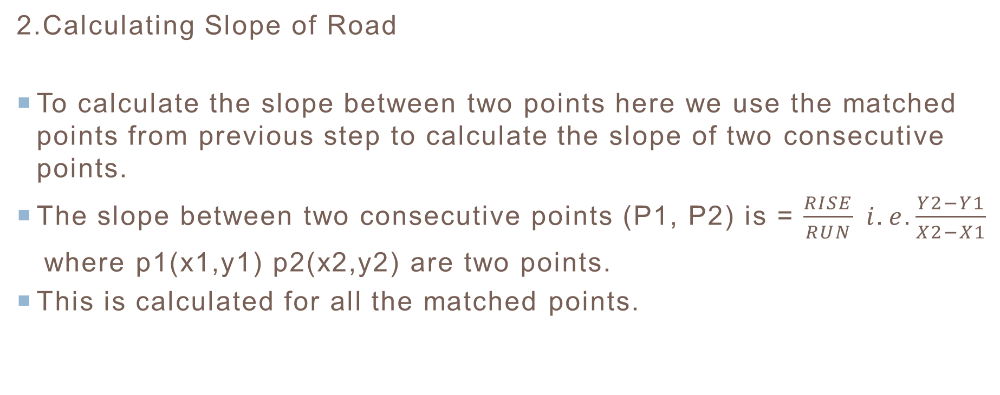 2.Calculating Slope of Road
To calculate the slope between two points here we use the matched
points from previous step to calculate the slope of two consecutive
points.
The slope between two consecutive points (P1, P2) is = RISE/RUN i.e. Y2−Y1/X2−X1
where p1(x1,y1) p2(x2,y2) are two points.
This is calculated for all the matched points.